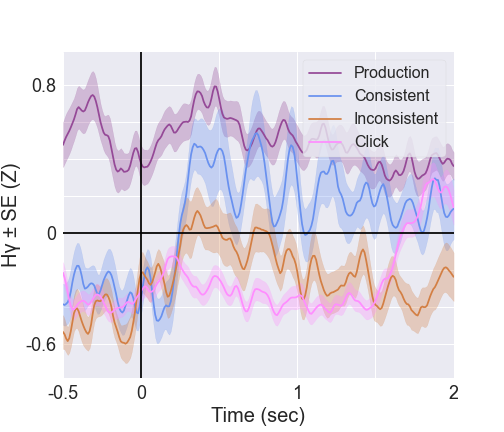 Production
Consistent
Inconsistent
Click
0.8
0
-0.6
Hγ ± SE (Z)
-0.5
0
1
2
Time (sec)